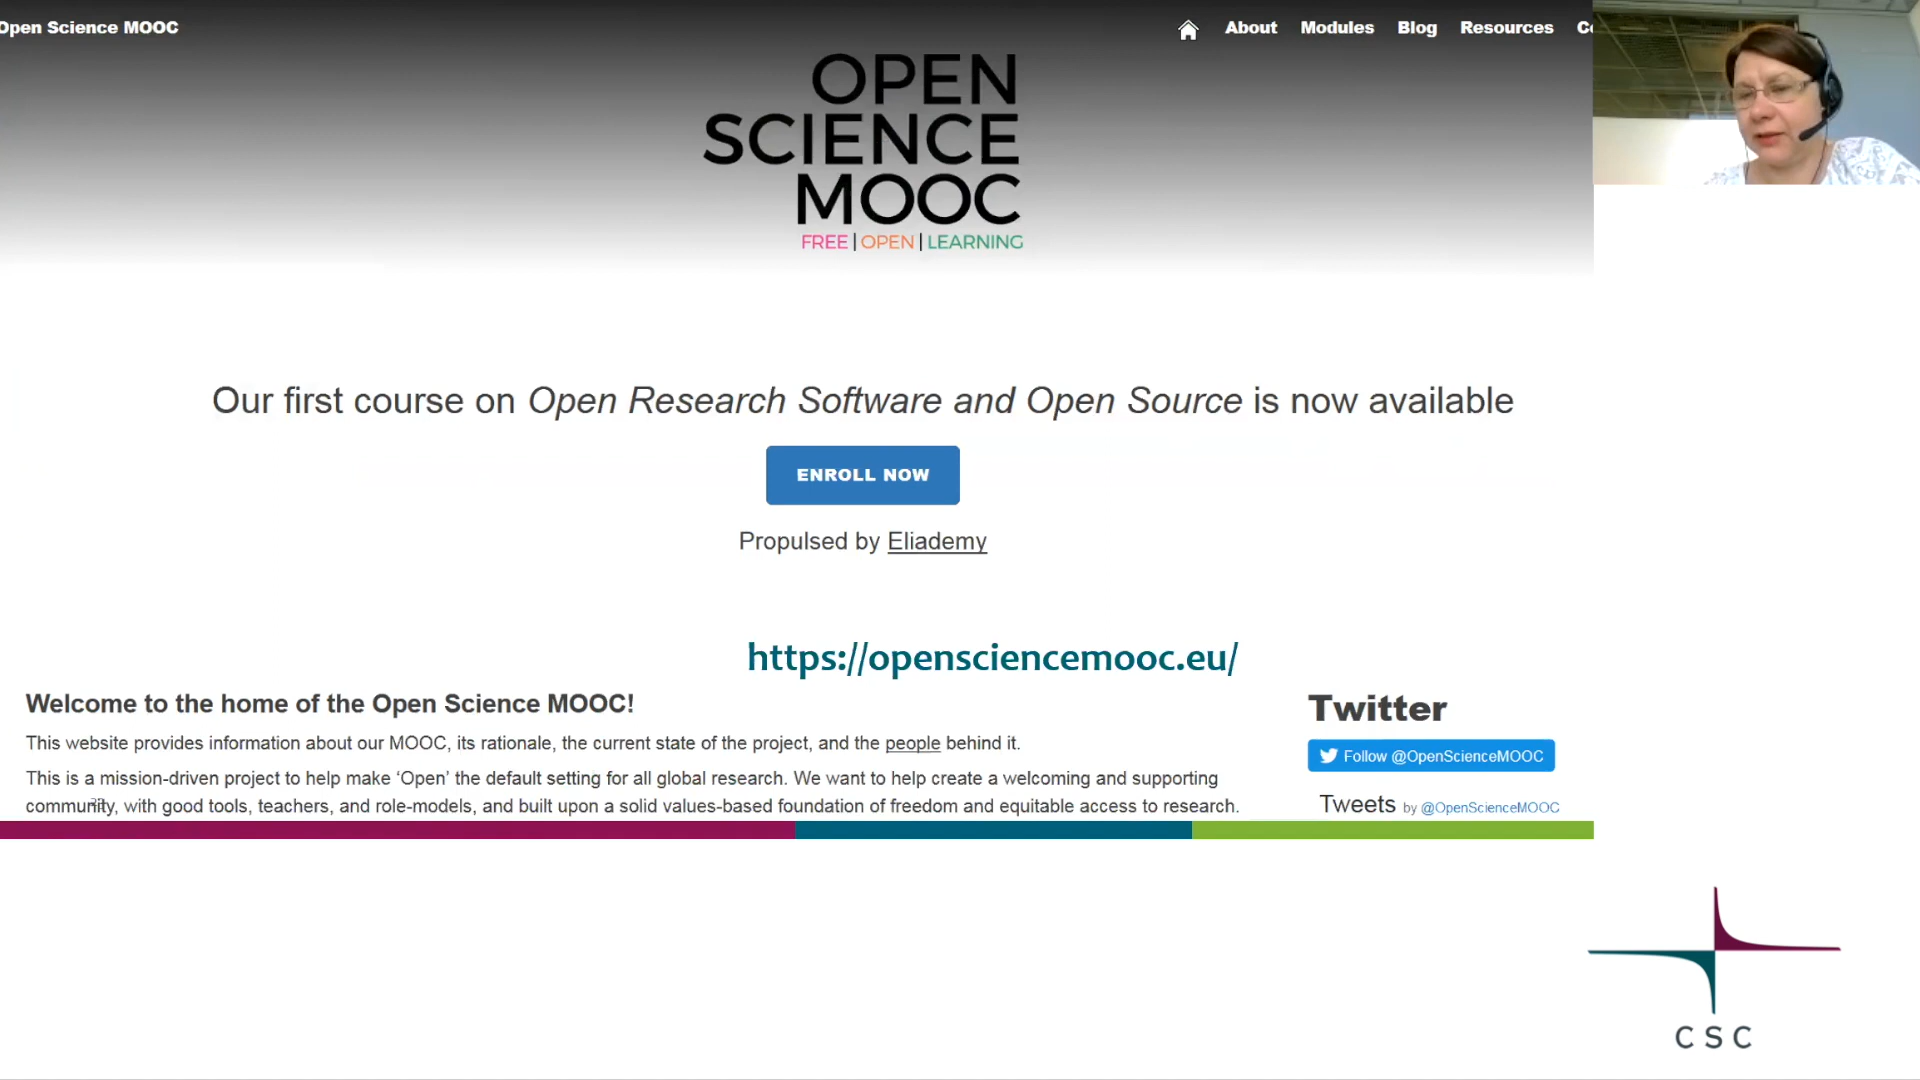 Open Science MOOC
About Modules Blog Resources
OPEN
SCIENCE
MOOC
FREE | OPEN | LEARNING
Our first course on Open Research Software and Open Source is now available
ENROLL NOW
Propulsed by Eliademy
https://opensciencemooc.eu/
Welcome to the home of the Open Science MOOC!
This website provides information about our MOOC, its rationale, the current state of the project, and the people behind it.
This is a mission-driven project to help make ‘Open’ the default setting for all global research. We want to help create a welcoming and supporting
community, with good tools, teachers, and role-models, and built upon a solid values-based foundation of freedom and equitable access to research.
Twitter
Follow @OpenScienceMOOC
Tweets by @OpenScienceMOOC
CSC